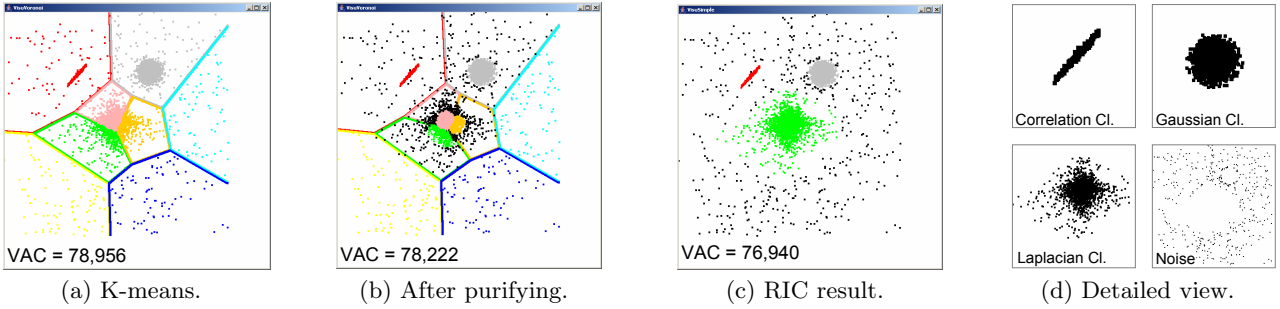 VisuVoronoi
VAC = 78,956
(a) K-means.
VisuVoronoi
VAC = 78,222
(b) After purifying.
VisuSimple
VAC = 76,940
(c) RIC result.
Correlation Cl.
Gaussian Cl.
Laplacian Cl.
Noise
(d) Detailed view.